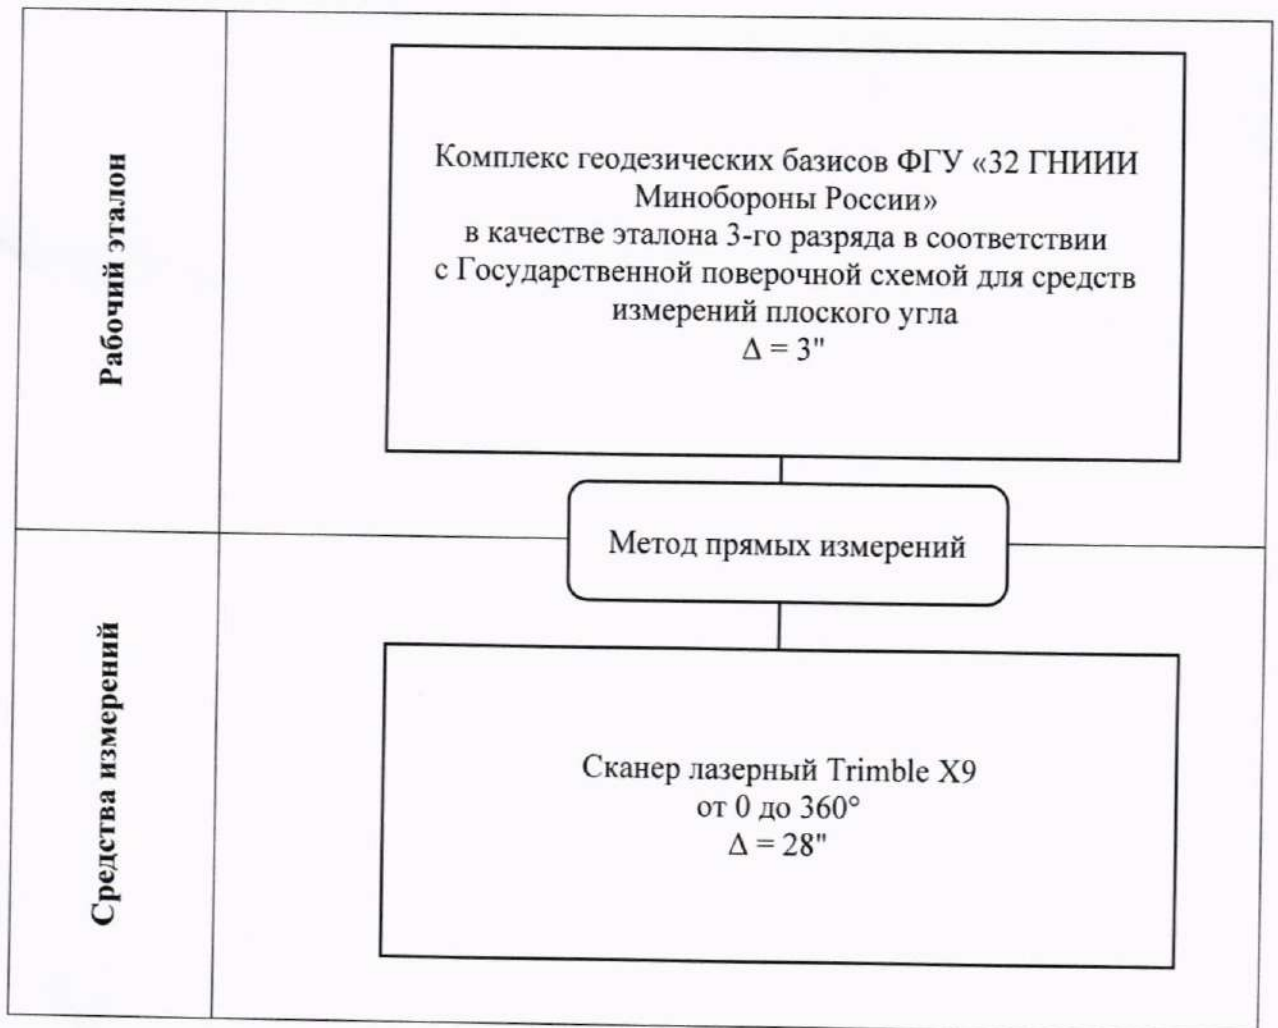 Рабочий эталон
Комплекс геодезических базисов ФГУ «32 ГНИИИ
Минобороны России»
в качестве эталона 3-го разряда в соответствии
с Государственной поверочной схемой для средств
измерений плоского угла
Δ = 3"
Метод прямых измерений
Средства измерений
Сканер лазерный Trimble X9
от 0 до 360°
Δ = 28"